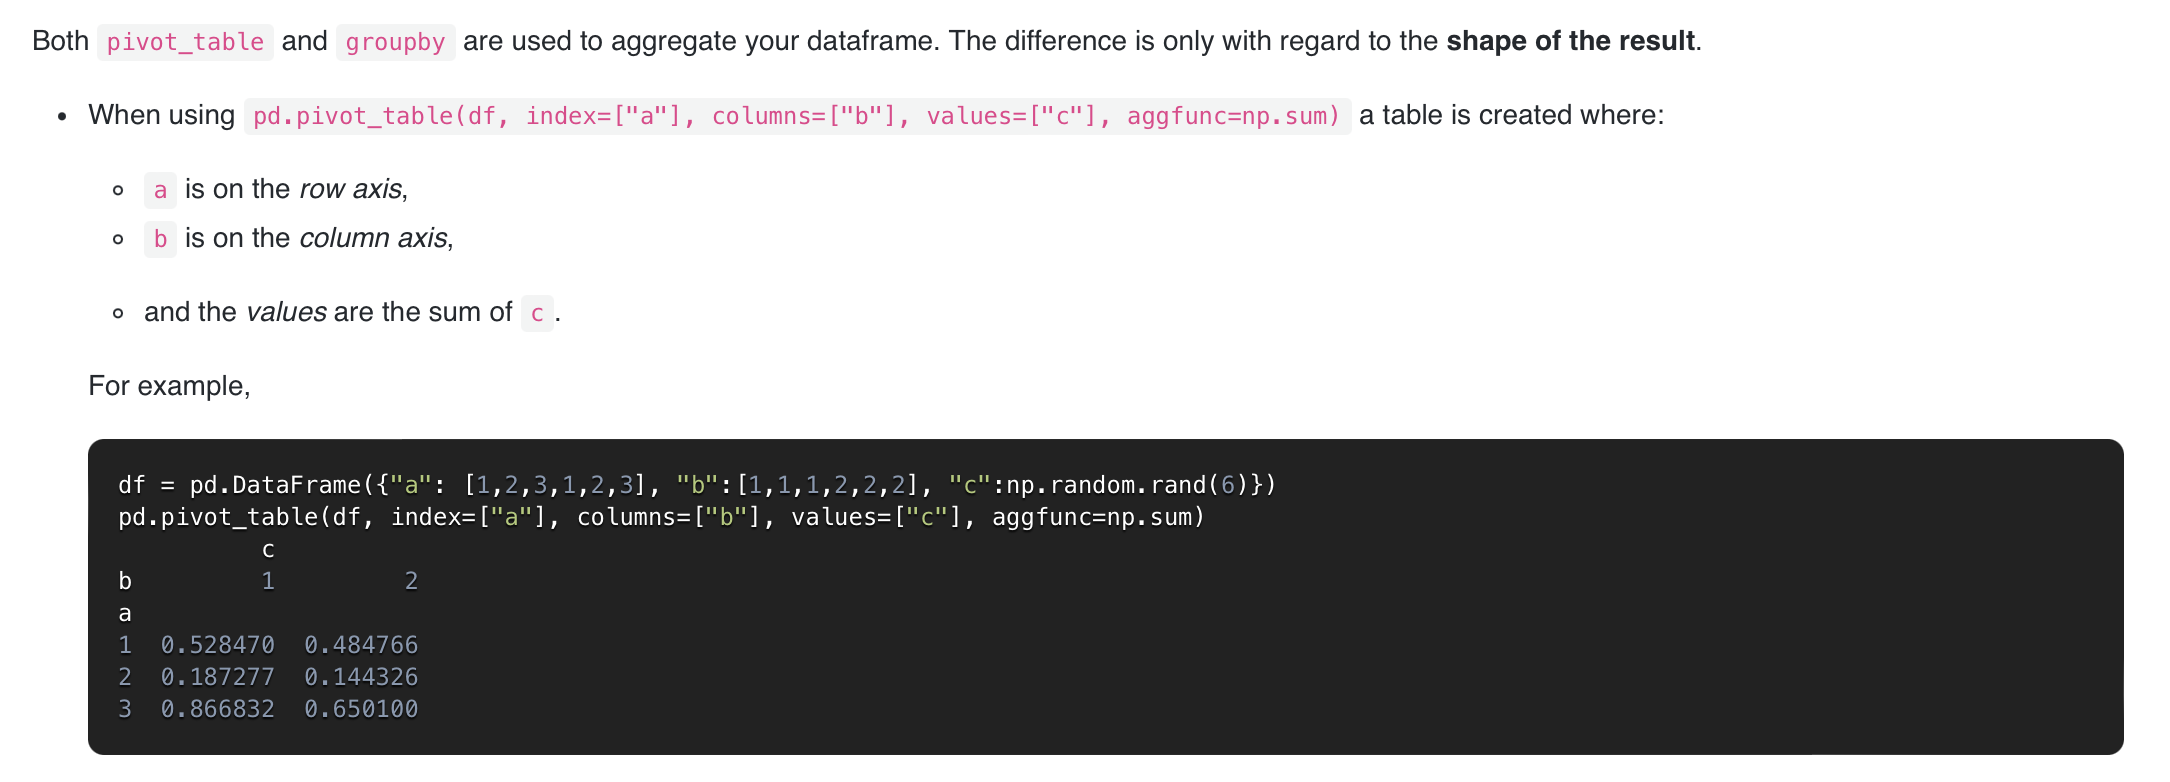 Both pivot_table and groupby are used to aggregate your dataframe. The difference is only with regard to the shape of the result.
• When using pd.pivot_table(df, index=["a"], columns=["b"], values=["c"], aggfunc=np.sum) a table is created where:
◦ a is on the row axis,
◦ b is on the column axis,
◦ and the values are the sum of c.
For example,
df = pd.DataFrame({"a": [1,2,3,1,2,3], "b":[1,1,1,2,2,2], "c":np.random.rand(6)})
pd.pivot_table(df, index=["a"], columns=["b"], values=["c"], aggfunc=np.sum)
          c
b         1         2
a
1  0.528470  0.484766
2  0.187277  0.144326
3  0.866832  0.650100